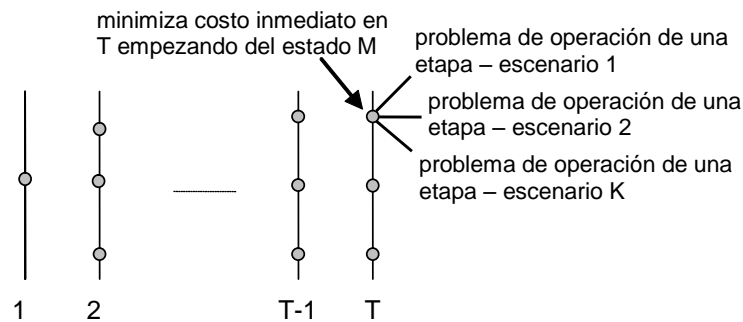 minimiza costo inmediato en
T empezando del estado M
problema de operación de una
etapa – escenario 1
problema de operación de una
etapa – escenario 2
problema de operación de una
etapa – escenario K
1 2 T-1 T